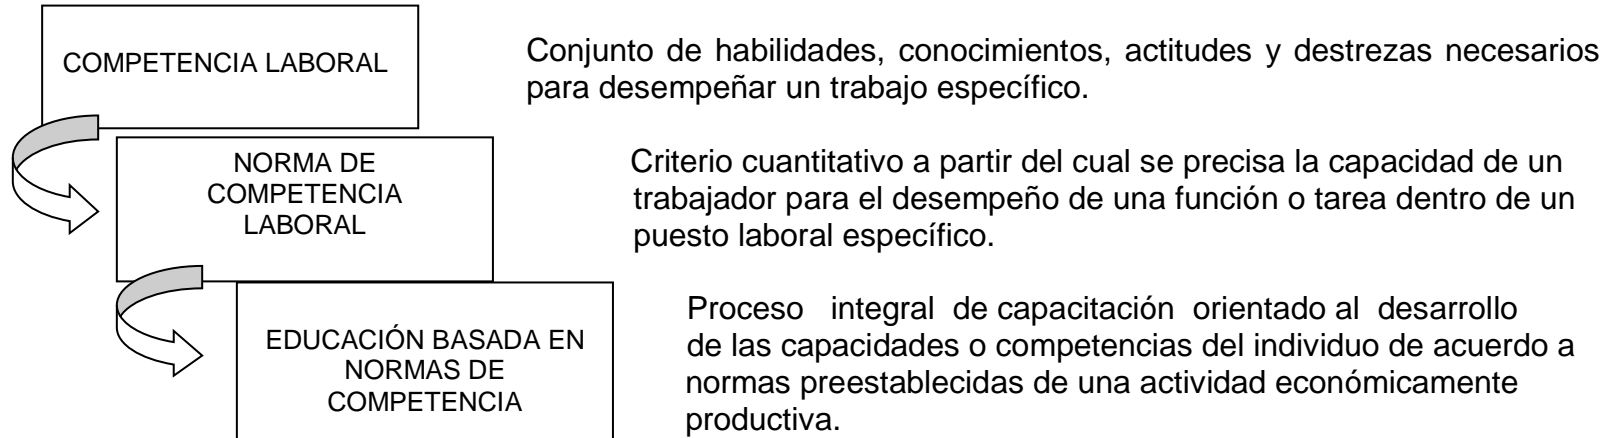 COMPETENCIA LABORAL
Conjunto de habilidades, conocimientos, actitudes y destrezas necesarios
para desempeñar un trabajo específico.
NORMA DE
COMPETENCIA
LABORAL
Criterio cuantitativo a partir del cual se precisa la capacidad de un
trabajador para el desempeño de una función o tarea dentro de un
puesto laboral específico.
EDUCACIÓN BASADA EN
NORMAS DE
COMPETENCIA
Proceso integral de capacitación orientado al desarrollo
de las capacidades o competencias del individuo de acuerdo a
normas preestablecidas de una actividad económicamente
productiva.